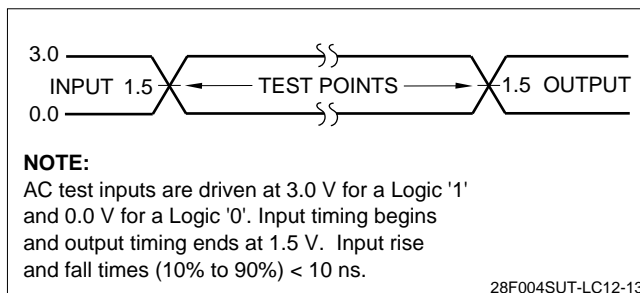 3.0
INPUT 1.5 TEST POINTS 1.5 OUTPUT
0.0
NOTE:
AC test inputs are driven at 3.0 V for a Logic '1'
and 0.0 V for a Logic '0'. Input timing begins
and output timing ends at 1.5 V. Input rise
and fall times (10% to 90%) < 10 ns.
28F004SUT-LC12-13